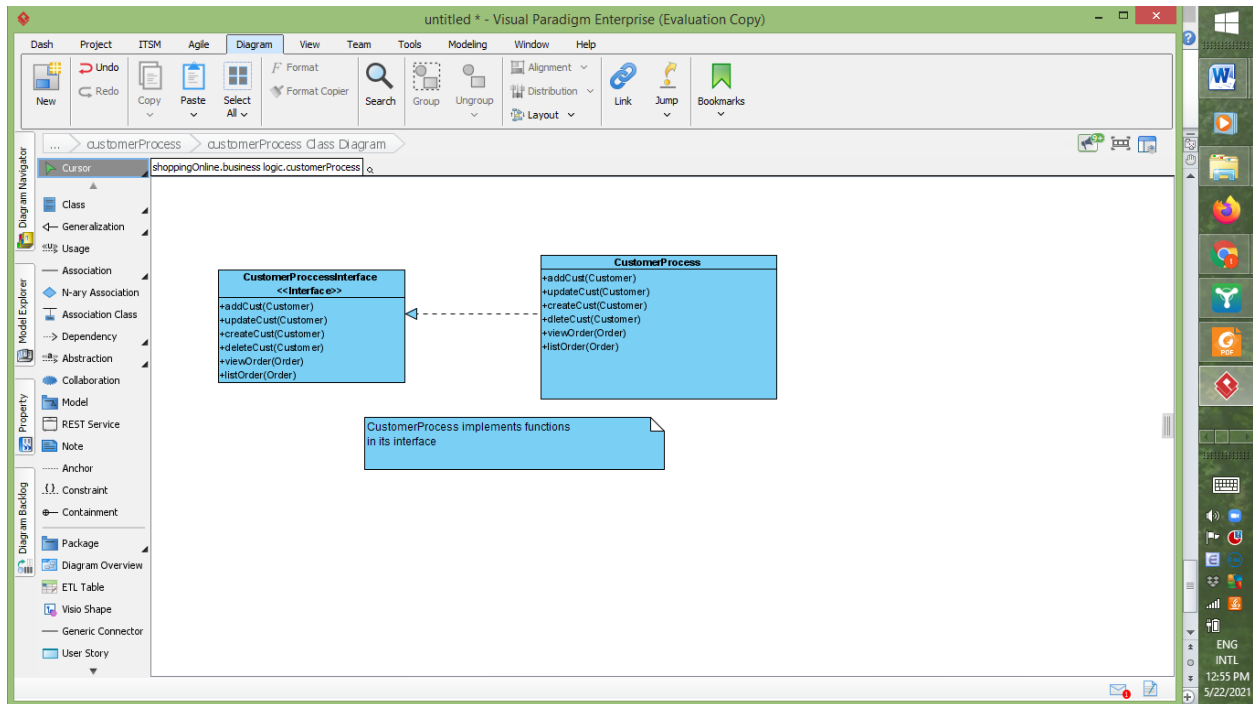 untitled * - Visual Paradigm Enterprise (Evaluation Copy)
Dash Project ITSM Agile Diagram View Team Tools Modeling Window Help
New
Undo
Redo
Copy
Paste
Select
All
Format
Format Copier
Search
Group
Ungroup
Alignment
Distribution
Layout
Link
Jump
Bookmarks
... customerProcess customerProcess Class Diagram
shoppingOnline.business logic.customerProcess
Diagram Navigator
Model Explorer
Property
Diagram Backlog
Cursor
Class
Generalization
Usage
Association
N-ary Association
Association Class
Dependency
Abstraction
Collaboration
Model
REST Service
Note
Anchor
Constraint
Containment
Package
Diagram Overview
ETL Table
Visio Shape
Generic Connector
User Story
CustomerProccessInterface
<<Interface>>
+addCust(Customer)
+updateCust(Customer)
+createCust(Customer)
+deleteCust(Customer)
+viewOrder(Order)
+listOrder(Order)
CustomerProcess
+addCust(Customer)
+updateCust(Customer)
+createCust(Customer)
+dleteCust(Customer)
+viewOrder(Order)
+listOrder(Order)
CustomerProcess implements functions
in its interface
PDF
ENG
INTL
12:55 PM
5/22/2021